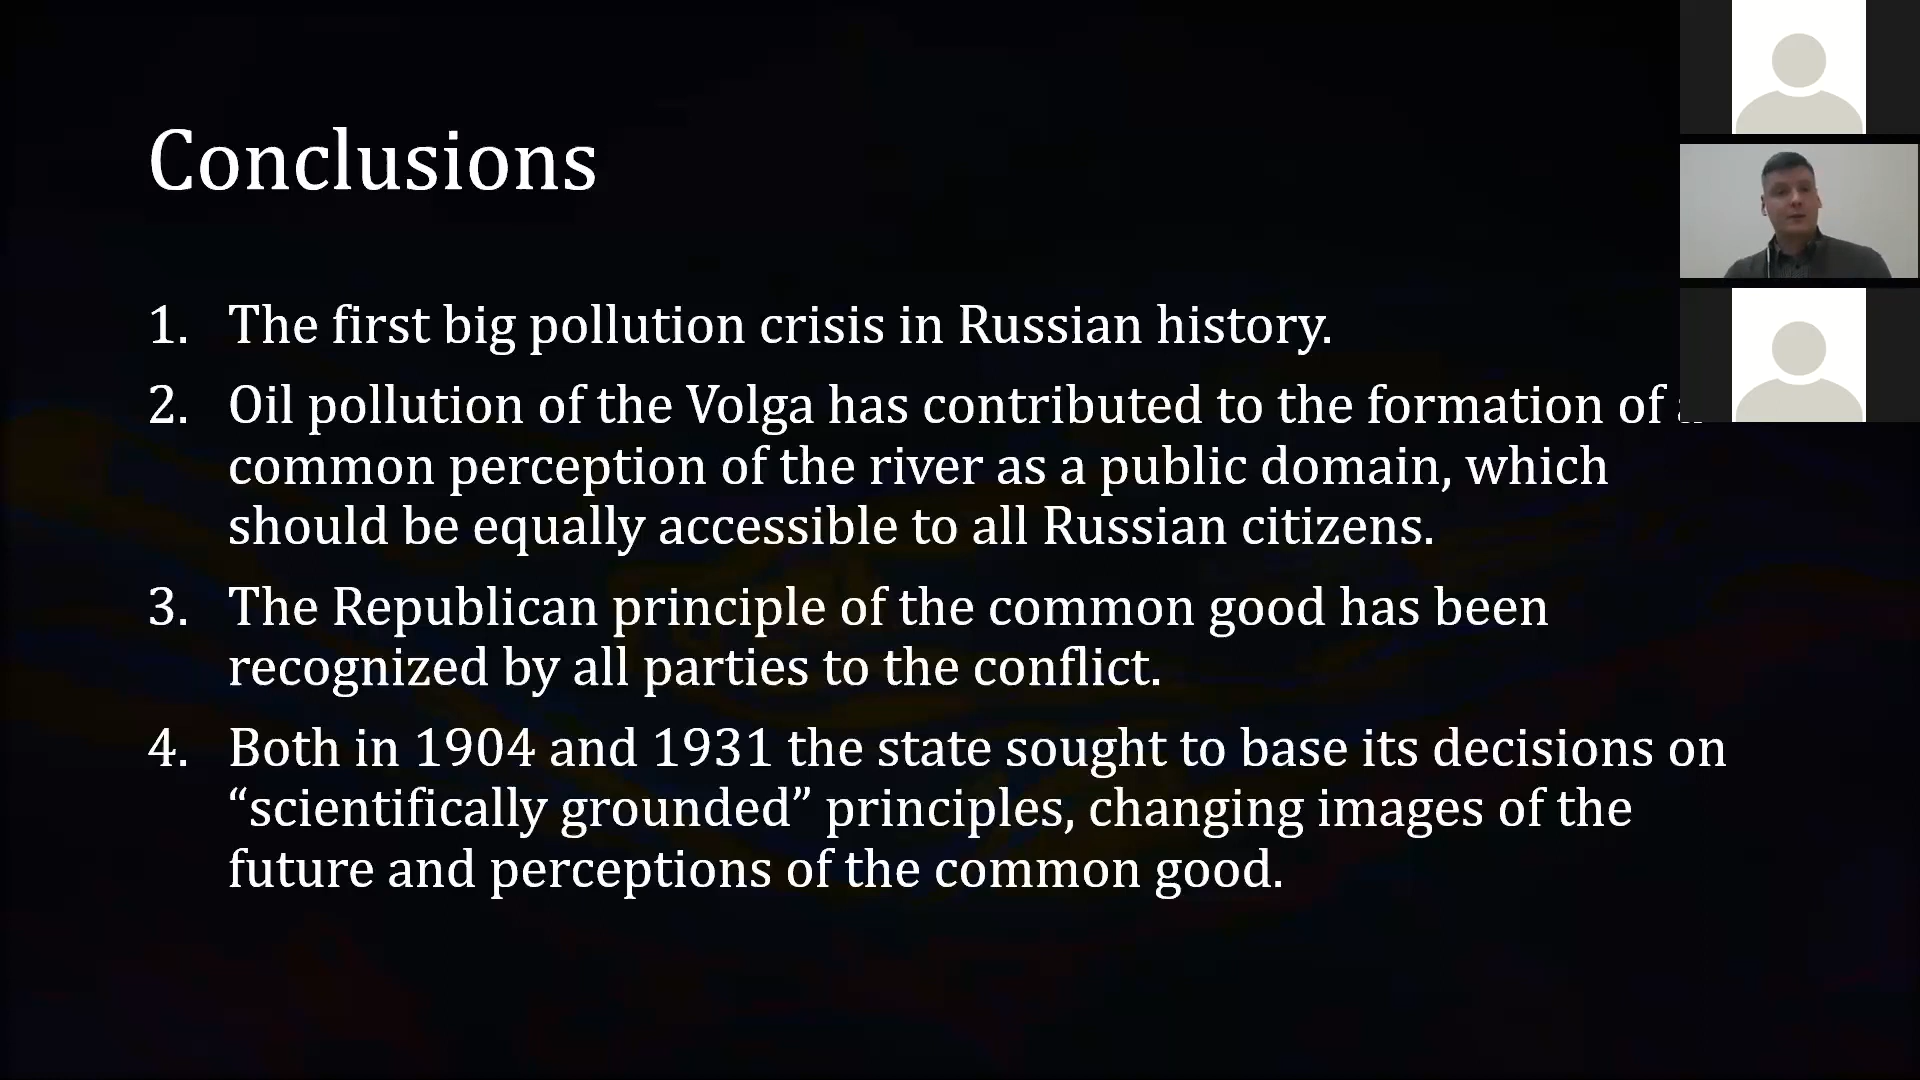 Conclusions
1. The first big pollution crisis in Russian history.
2. Oil pollution of the Volga has contributed to the formation of
common perception of the river as a public domain, which
should be equally accessible to all Russian citizens.
3. The Republican principle of the common good has been
recognized by all parties to the conflict.
4. Both in 1904 and 1931 the state sought to base its decisions on
“scientifically grounded” principles, changing images of the
future and perceptions of the common good.